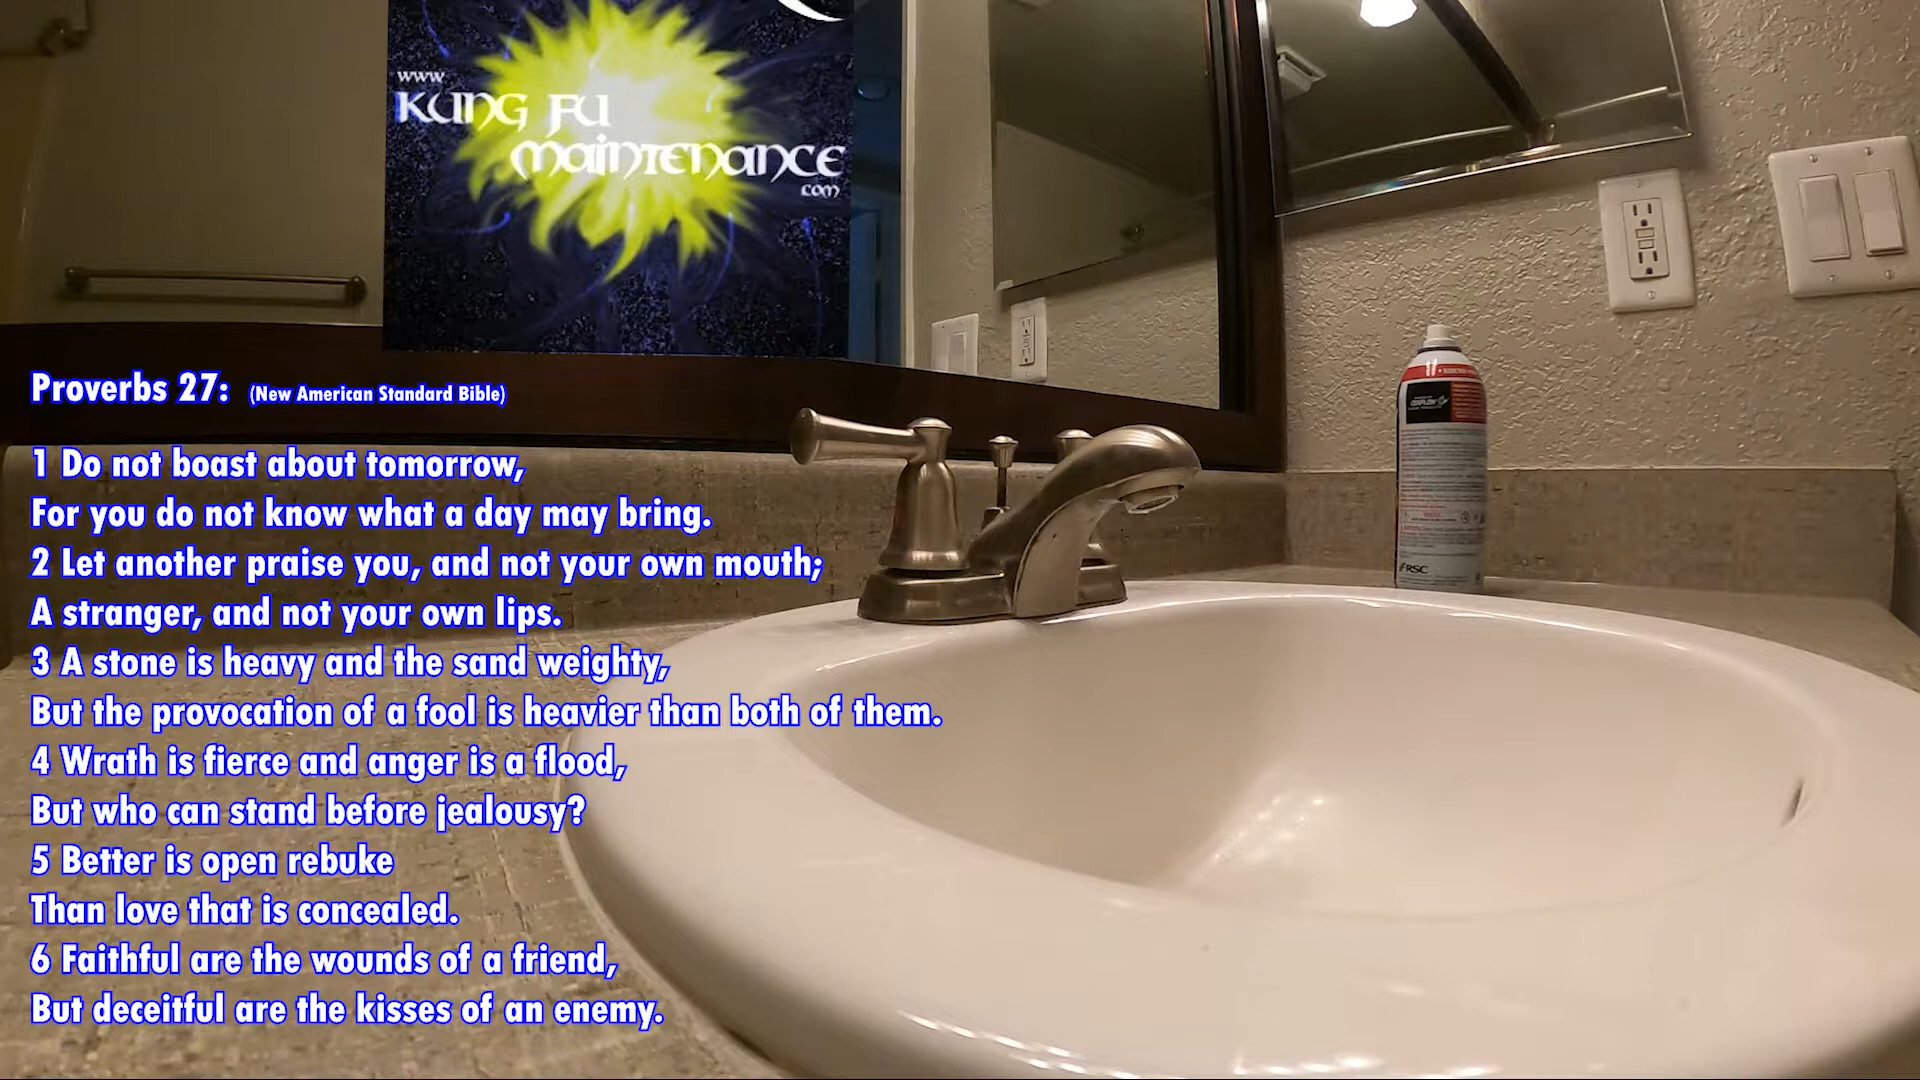 www
Kung Fu
Maintenance
.com
Proverbs 27: (New American Standard Bible)
1 Do not boast about tomorrow,
For you do not know what a day may bring.
2 Let another praise you, and not your own mouth;
A stranger, and not your own lips.
3 A stone is heavy and the sand weighty,
But the provocation of a fool is heavier than both of them.
4 Wrath is fierce and anger is a flood,
But who can stand before jealousy?
5 Better is open rebuke
Than love that is concealed.
6 Faithful are the wounds of a friend,
But deceitful are the kisses of an enemy.
RSC